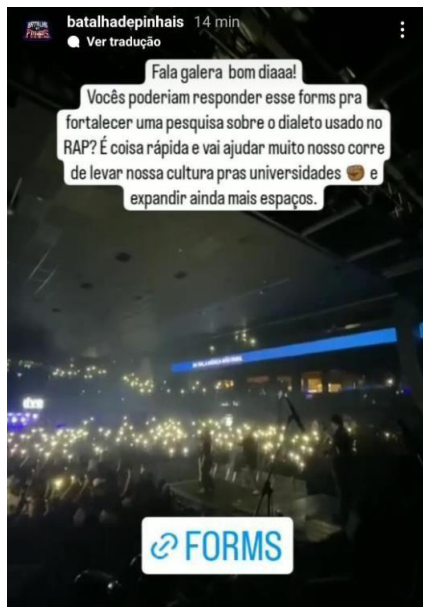 batalhadepinhais 14 min
Ver tradução
Fala galera bom diaaa!
Vocês poderiam responder esse forms pra
fortalecer uma pesquisa sobre o dialeto usado no
RAP? É coisa rápida e vai ajudar muito nosso corre
de levar nossa cultura pras universidades ✊🏾 e
expandir ainda mais espaços.
FORMS